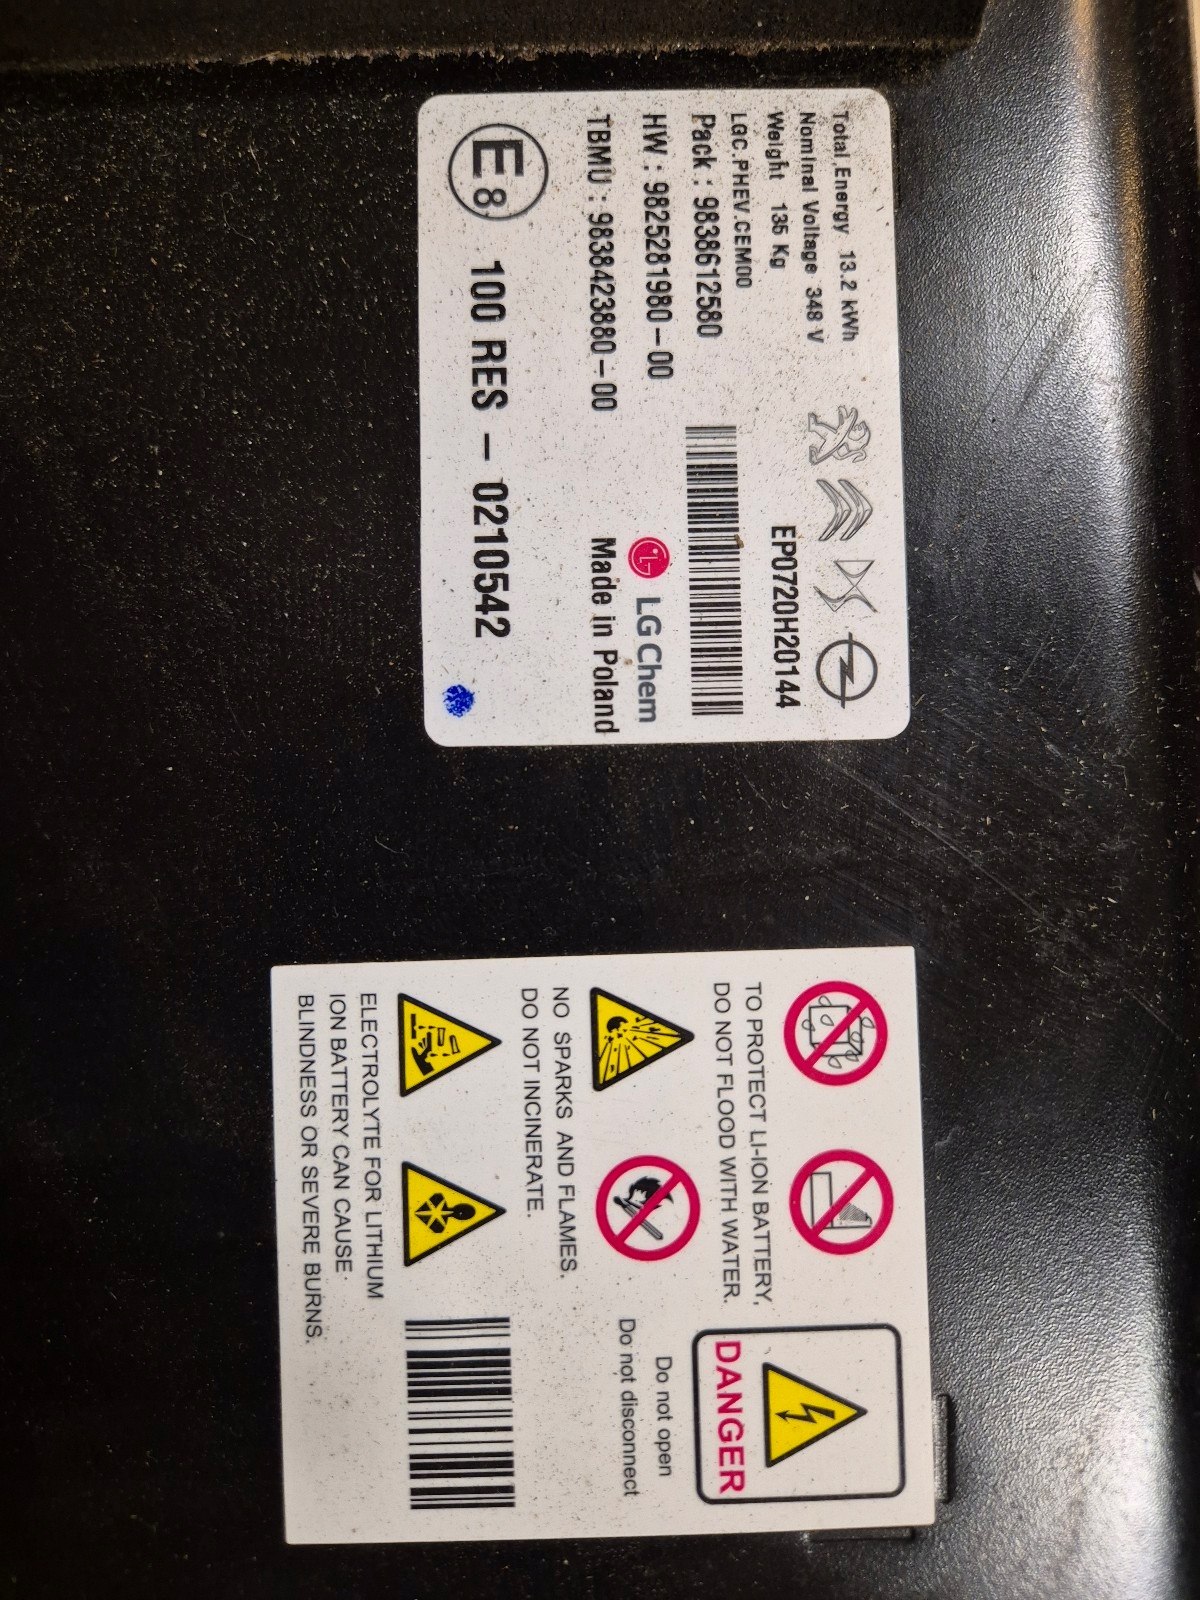 Total Energy 13.2 kWh
Nominal Voltage 348 V
Weight 135 Kg
EP0720H20144
LGC.PHEV.CEM00
Pack : 9838612580
HW : 9825281980-00
LG Chem
TBMU : 9838423880-00
Made in Poland
E8 100 RES - 0210542
TO PROTECT LI-ION BATTERY,
DO NOT FLOOD WITH WATER.
DANGER
NO SPARKS AND FLAMES.
DO NOT INCINERATE.
Do not open
Do not disconnect
ELECTROLYTE FOR LITHIUM
ION BATTERY CAN CAUSE
BLINDNESS OR SEVERE BURNS.